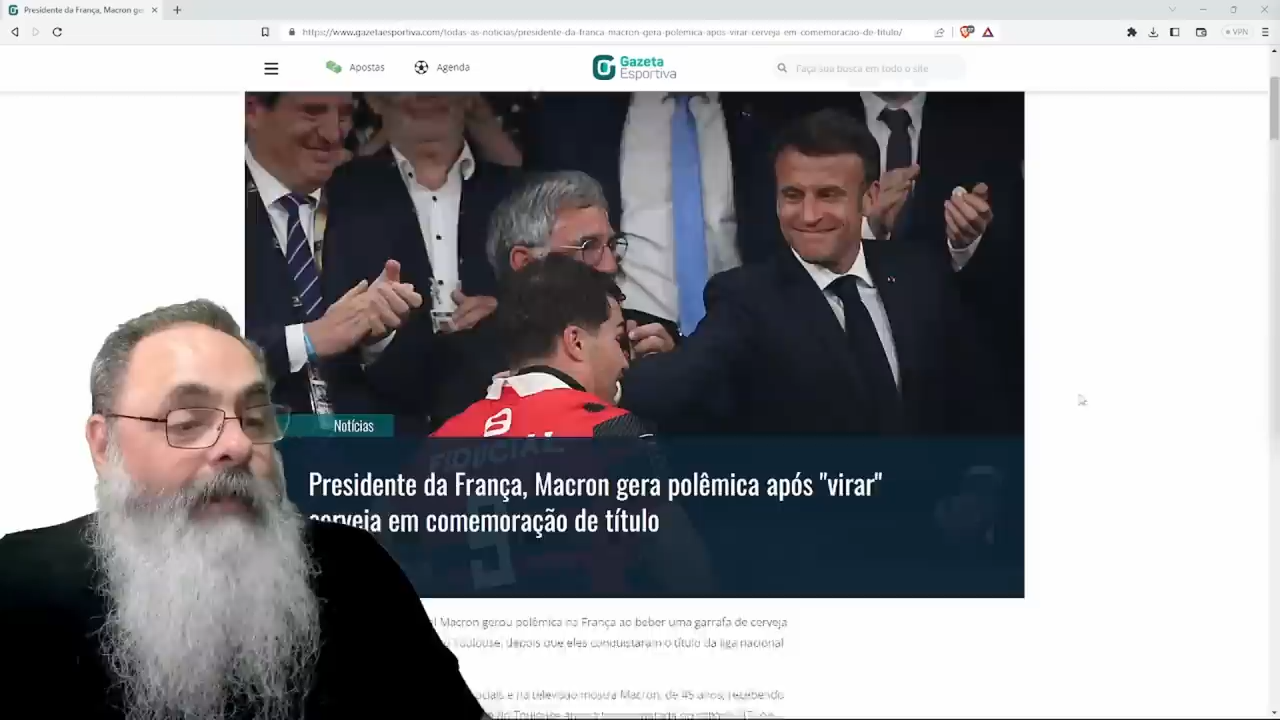 Presidente da França, Macron ge
https://www.gazetaesportiva.com/todas-as-noticias/presidente-da-franca-macron-gera-polemica-apos-virar-cerveja-em-comemoracao-de-titulo/
VPN
Apostas
Agenda
Gazeta
Esportiva
Faça sua busca em todo o site
Notícias
FIDUCIAL
9
Presidente da França, Macron gera polêmica após "virar"
cerveja em comemoração de título
Macron gerou polêmica na França ao beber uma garrafa de cerveja
Toulouse, depois que eles conquistaram o título da liga nacional
ociais e na televisão mostra Macron, de 45 anos, recebendo